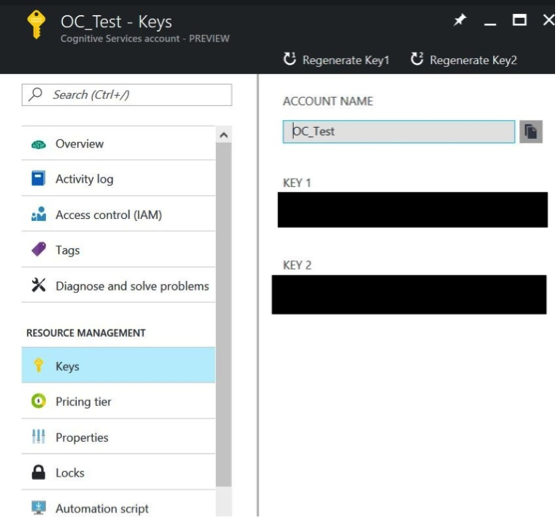 OC_Test - Keys
Cognitive Services account - PREVIEW
Regenerate Key1 Regenerate Key2
Search (Ctrl+/)
Overview
Activity log
Access control (IAM)
Tags
Diagnose and solve problems
RESOURCE MANAGEMENT
Keys
Pricing tier
Properties
Locks
Automation script
ACCOUNT NAME
OC_Test
KEY 1
KEY 2